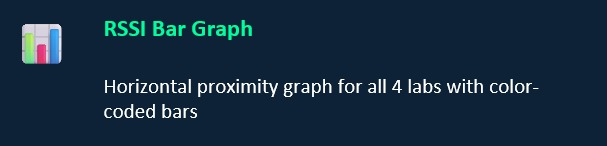 RSSI Bar Graph
Horizontal proximity graph for all 4 labs with color-
coded bars